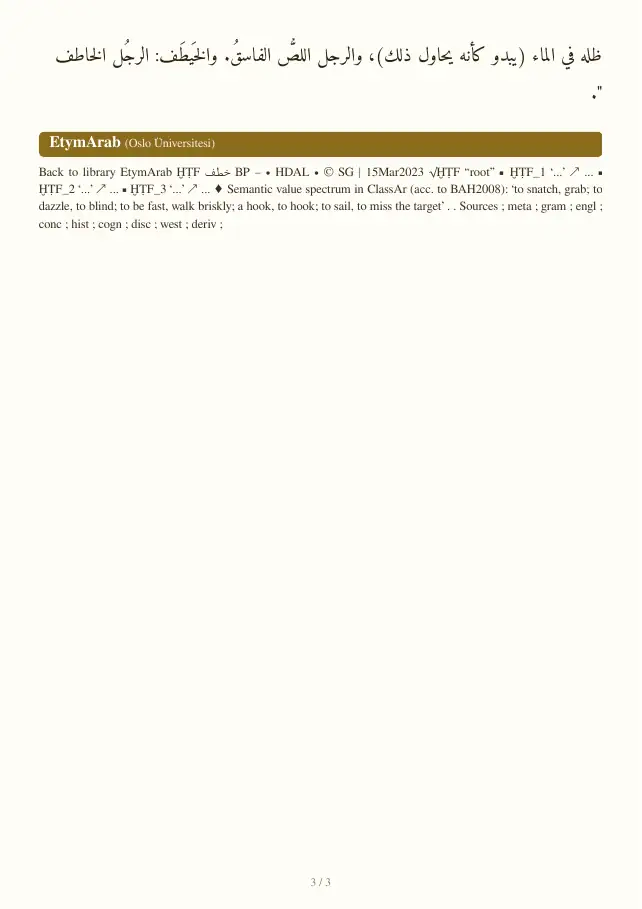 ظله في الماء (يبدو كأنه يحاول ذلك)، والرجل اللصُّ الفاسقُ. والخَيطَف: الرجُل الخاطف
".
EtymArab (Oslo Üniversitesi)
Back to library EtymArab ḪṬF خطف BP – • HDAL • © SG | 15Mar2023 √ḪṬF “root” ▪ ḪṬF_1 ‘...’ ↗ ... ▪
ḪṬF_2 ‘...’ ↗ ... ▪ ḪṬF_3 ‘...’ ↗ ... ♦ Semantic value spectrum in ClassAr (acc. to BAH2008): ‘to snatch, grab; to
dazzle, to blind; to be fast, walk briskly; a hook, to hook; to sail, to miss the target’ . . Sources ; meta ; gram ; engl ;
conc ; hist ; cogn ; disc ; west ; deriv ;
3 / 3